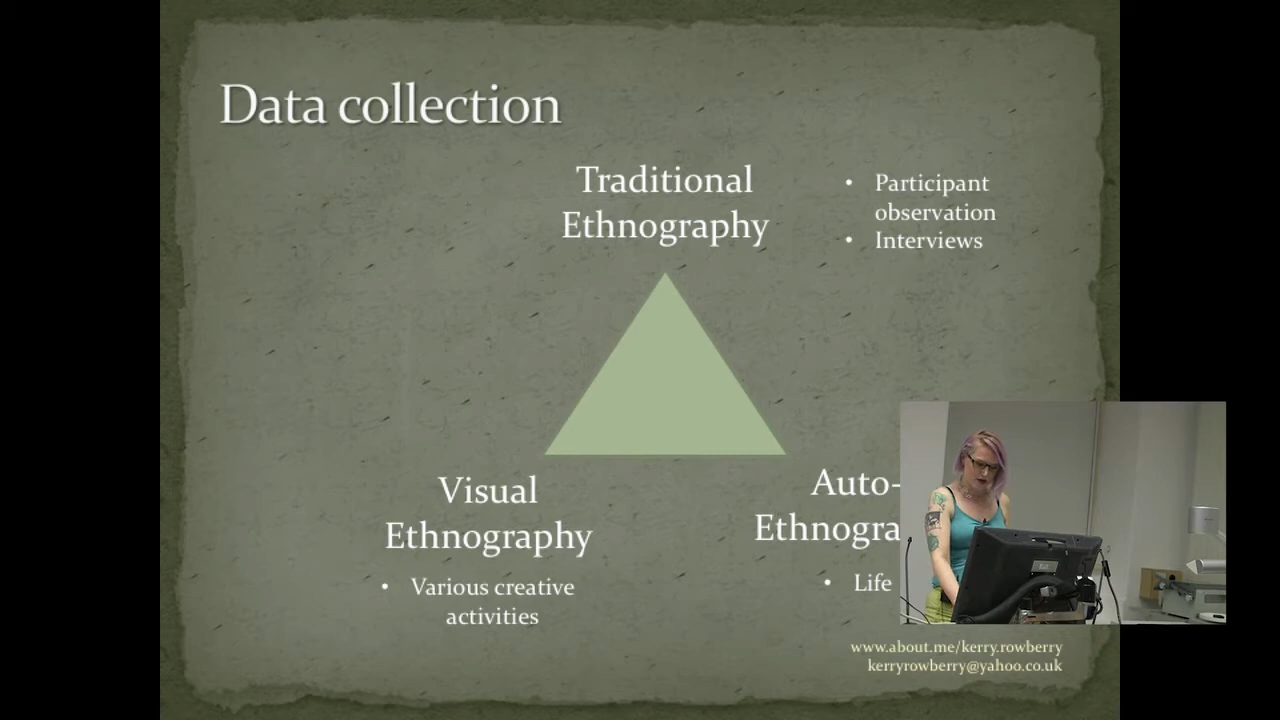 Data collection
Traditional
Ethnography
• Participant
observation
• Interviews
Visual
Ethnography
• Various creative
activities
Auto-
Ethnogra
• Life
www.about.me/kerry.rowberry
kerryrowberry@yahoo.co.uk